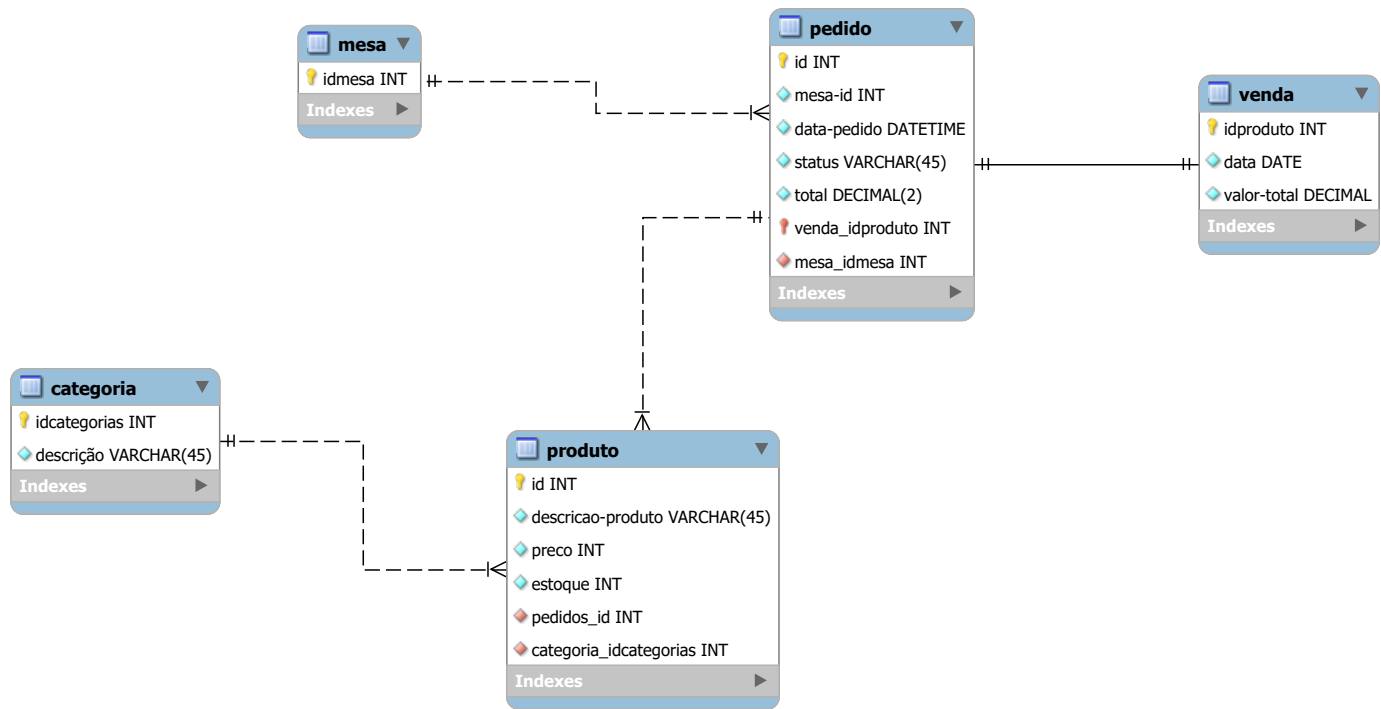 mesa
idmesa INT
Indexes
pedido
id INT
mesa-id INT
data-pedido DATETIME
status VARCHAR(45)
total DECIMAL(2)
venda_idproduto INT
mesa_idmesa INT
Indexes
venda
idproduto INT
data DATE
valor-total DECIMAL
Indexes
categoria
idcategorias INT
descrição VARCHAR(45)
Indexes
produto
id INT
descricao-produto VARCHAR(45)
preco INT
estoque INT
pedidos_id INT
categoria_idcategorias INT
Indexes